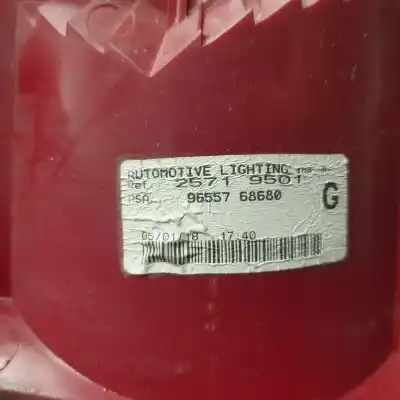 AUTOMOTIVE LIGHTING
Ref. 2571 9501
PSA 96557 68680
G
05/01/18 17.40